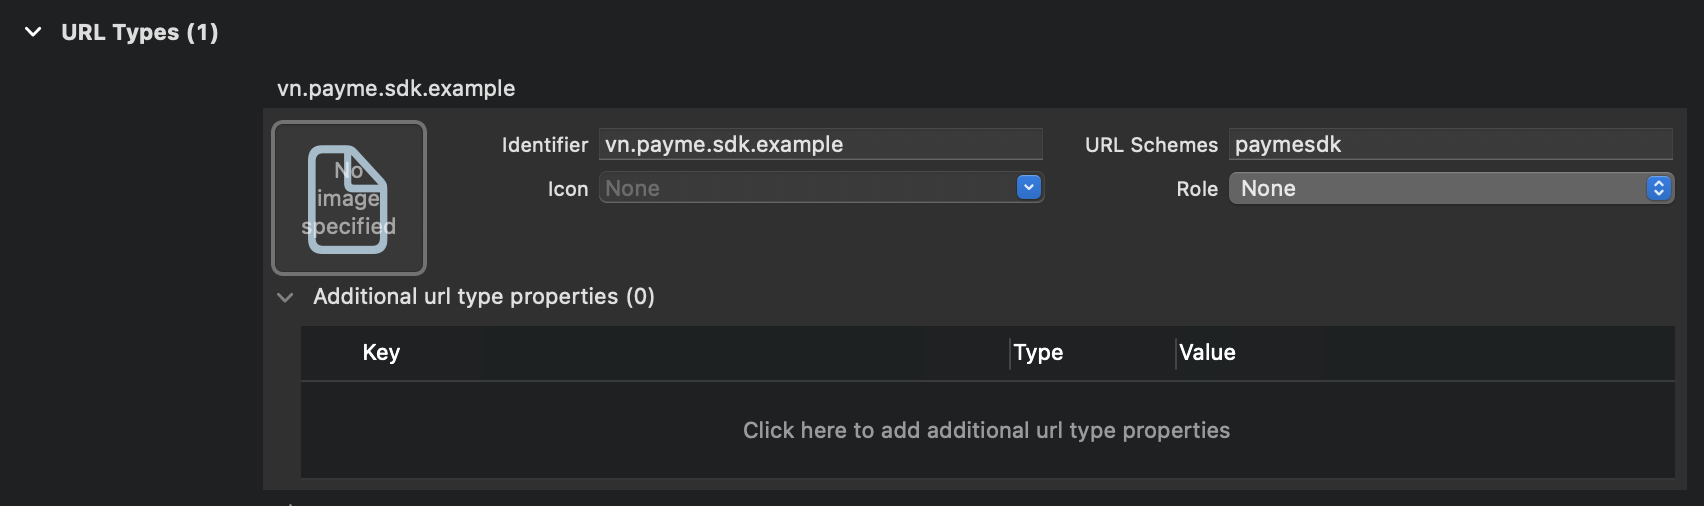 URL Types (1)
vn.payme.sdk.example
No
image
specified
Identifier vn.payme.sdk.example URL Schemes paymesdk
Icon None Role None
Additional url type properties (0)
Key Type Value
Click here to add additional url type properties